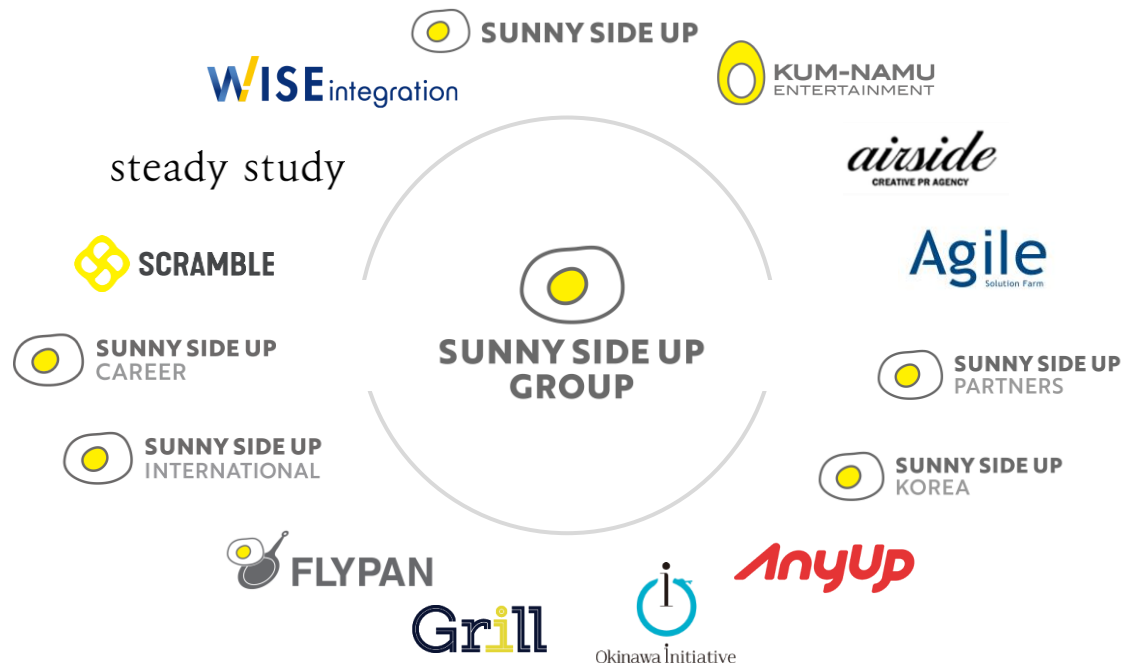 SUNNY SIDE UP
WISE integration
KUM-NAMU
ENTERTAINMENT
steady study
airside
CREATIVE PR AGENCY
SCRAMBLE
Agile
Solution Farm
SUNNY SIDE UP
GROUP
SUNNY SIDE UP
CAREER
SUNNY SIDE UP
PARTNERS
SUNNY SIDE UP
INTERNATIONAL
SUNNY SIDE UP
KOREA
FLYPAN
AnyUp
Grill
i
Okinawa Initiative